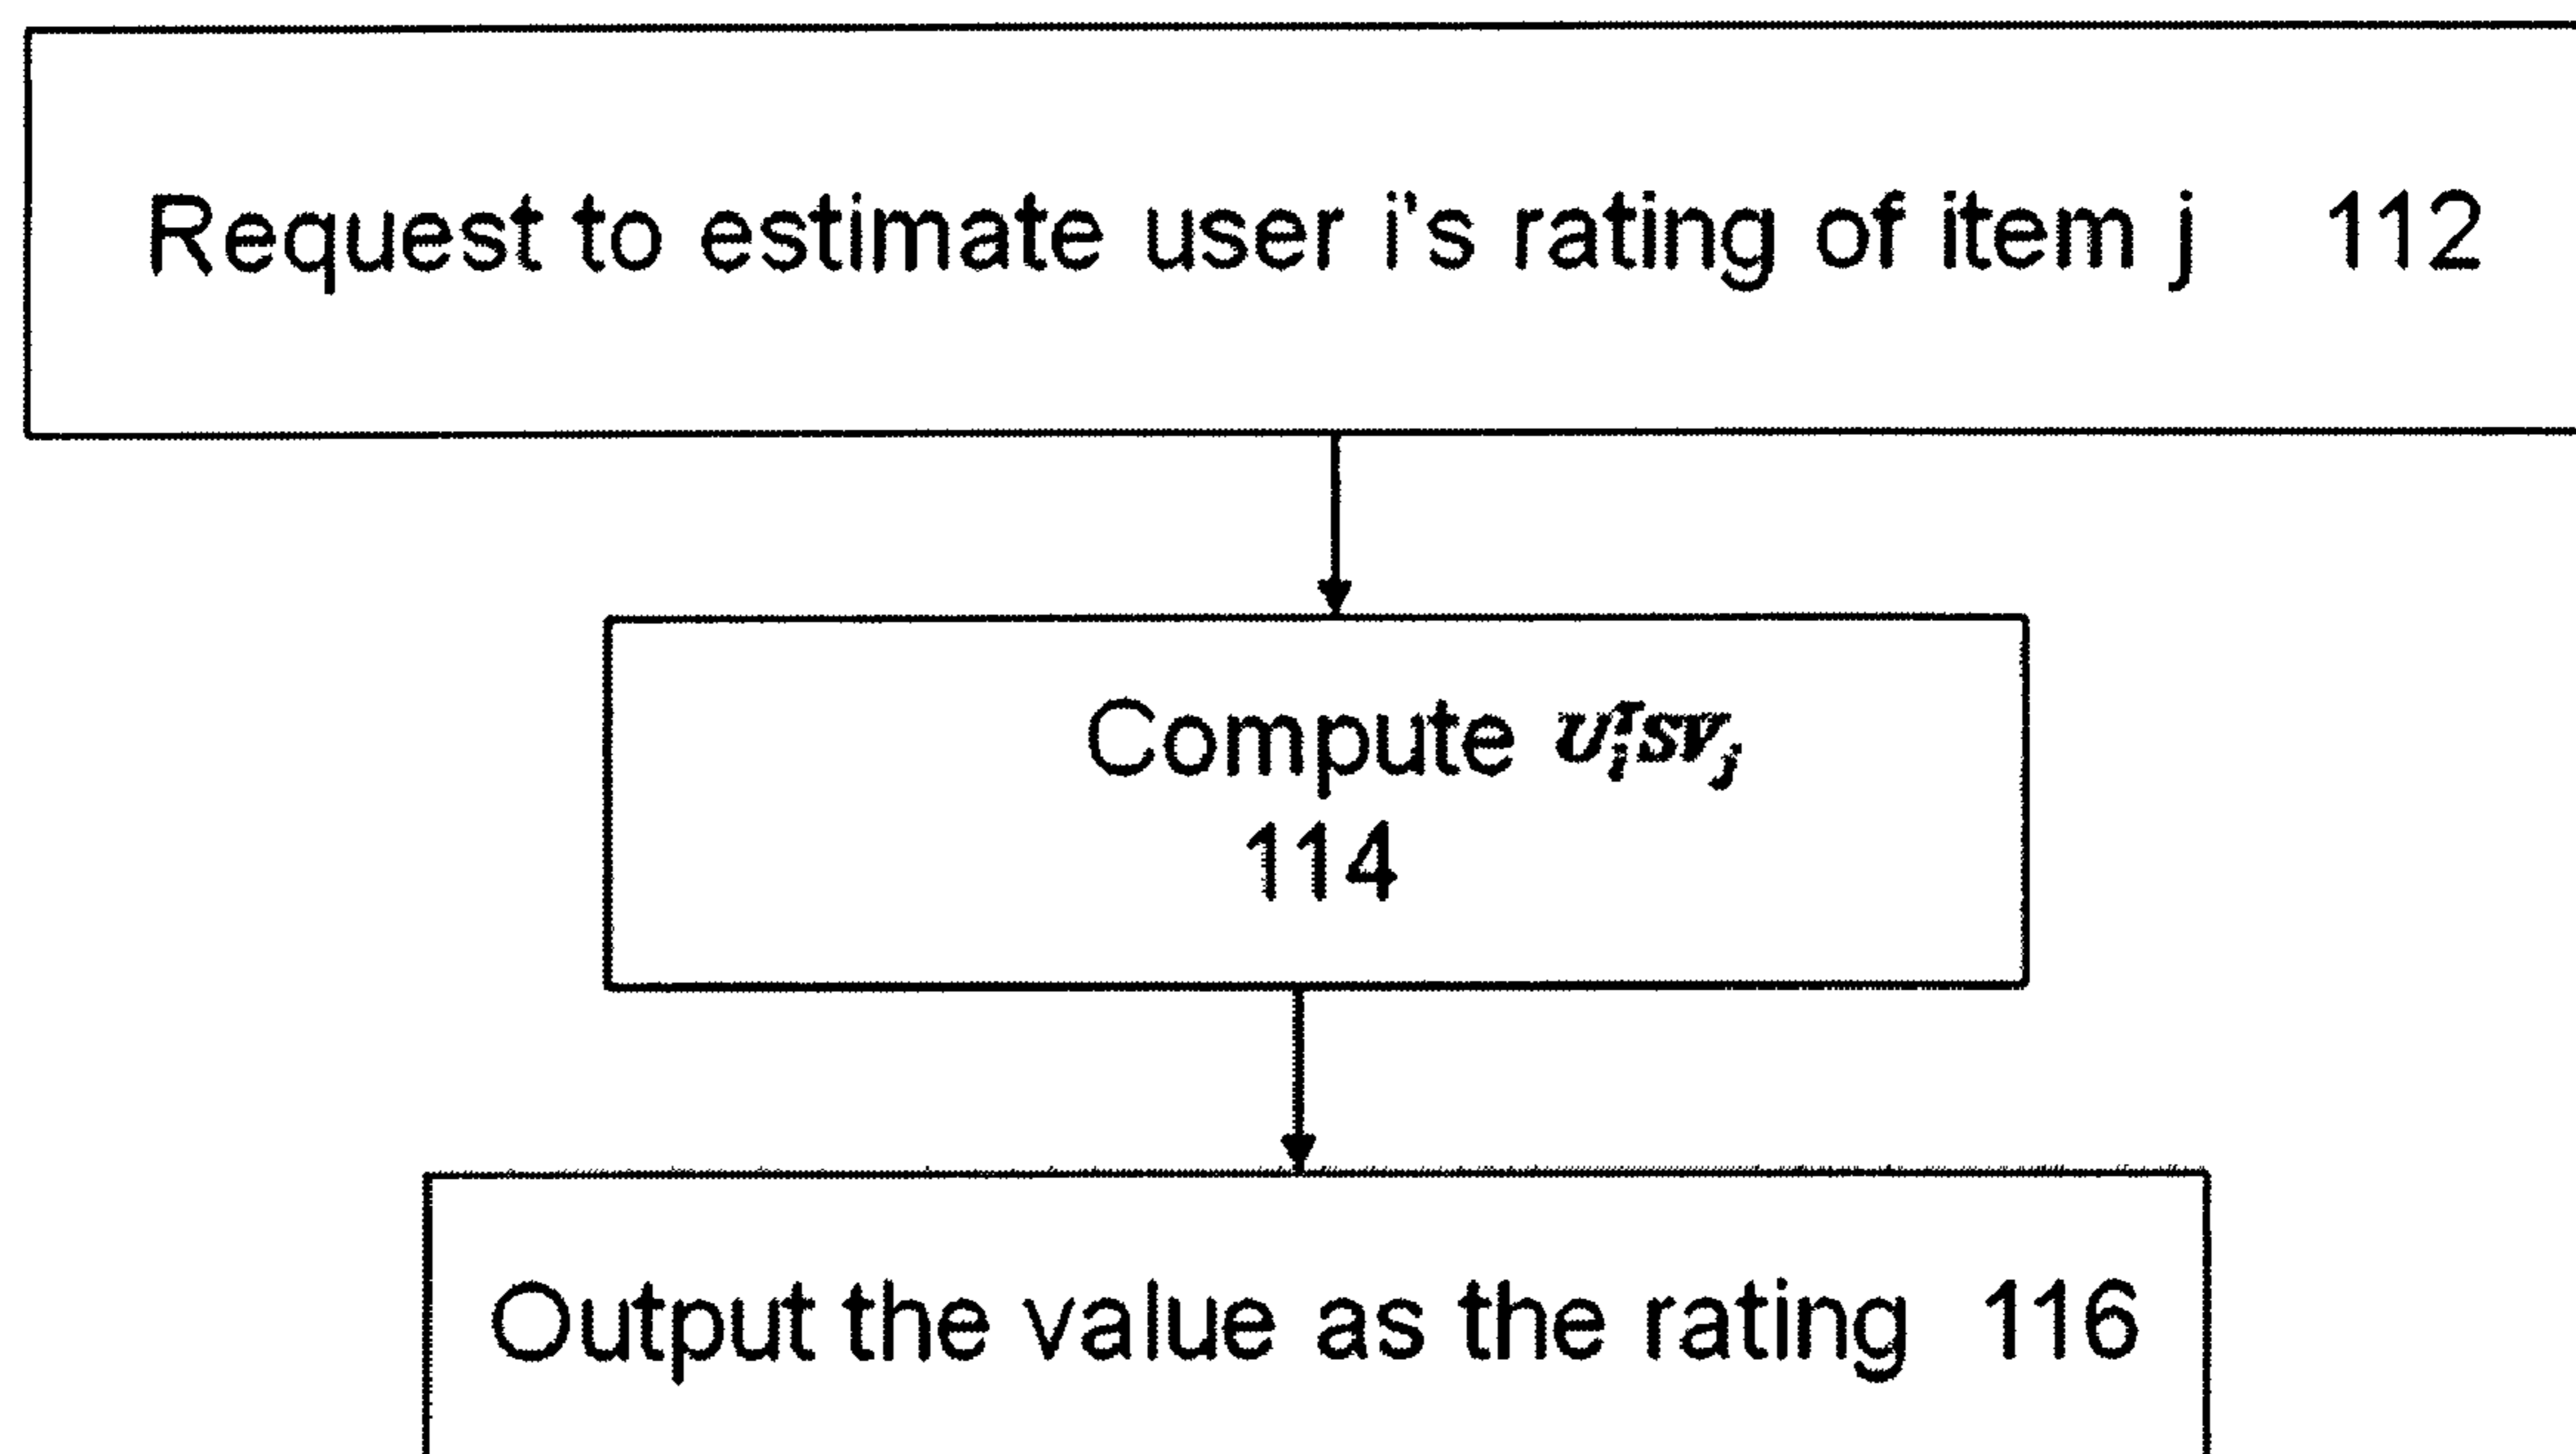 Request to estimate user i's rating of item j 112
Compute $U_i^T S V_j$
114
Output the value as the rating 116